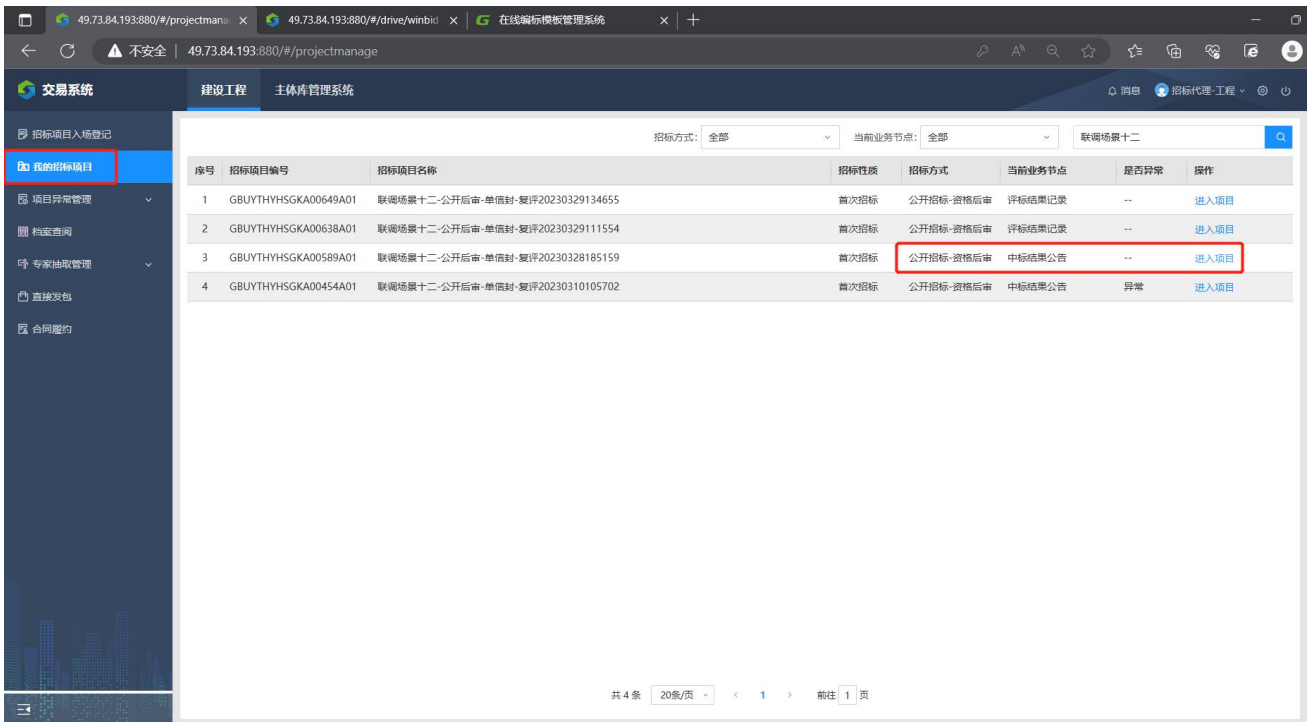 49.73.84.193:880/#/projectmana
49.73.84.193:880/#/drive/winbid
在线编标模板管理系统
不安全
49.73.84.193:880/#/projectmanage
交易系统
建设工程 主体库管理系统
消息 招标代理-工程
招标项目入场登记
我的招标项目
项目异常管理
档案查阅
专家抽取管理
直接发包
合同履约
招标方式: 全部 当前业务节点: 全部 联调场景十二
序号 招标项目编号 招标项目名称 招标性质 招标方式 当前业务节点 是否异常 操作
1 GBUYTHYHSGKA00649A01 联调场景十二-公开后审-单信封-复评20230329134655 首次招标 公开招标-资格后审 评标结果记录 -- 进入项目
2 GBUYTHYHSGKA00638A01 联调场景十二-公开后审-单信封-复评20230329111554 首次招标 公开招标-资格后审 评标结果记录 -- 进入项目
3 GBUYTHYHSGKA00589A01 联调场景十二-公开后审-单信封-复评20230328185159 首次招标 公开招标-资格后审 中标结果公告 -- 进入项目
4 GBUYTHYHSGKA00454A01 联调场景十二-公开后审-单信封-复评20230310105702 首次招标 公开招标-资格后审 中标结果公告 异常 进入项目
共 4 条 20条/页 < 1 > 前往 1 页